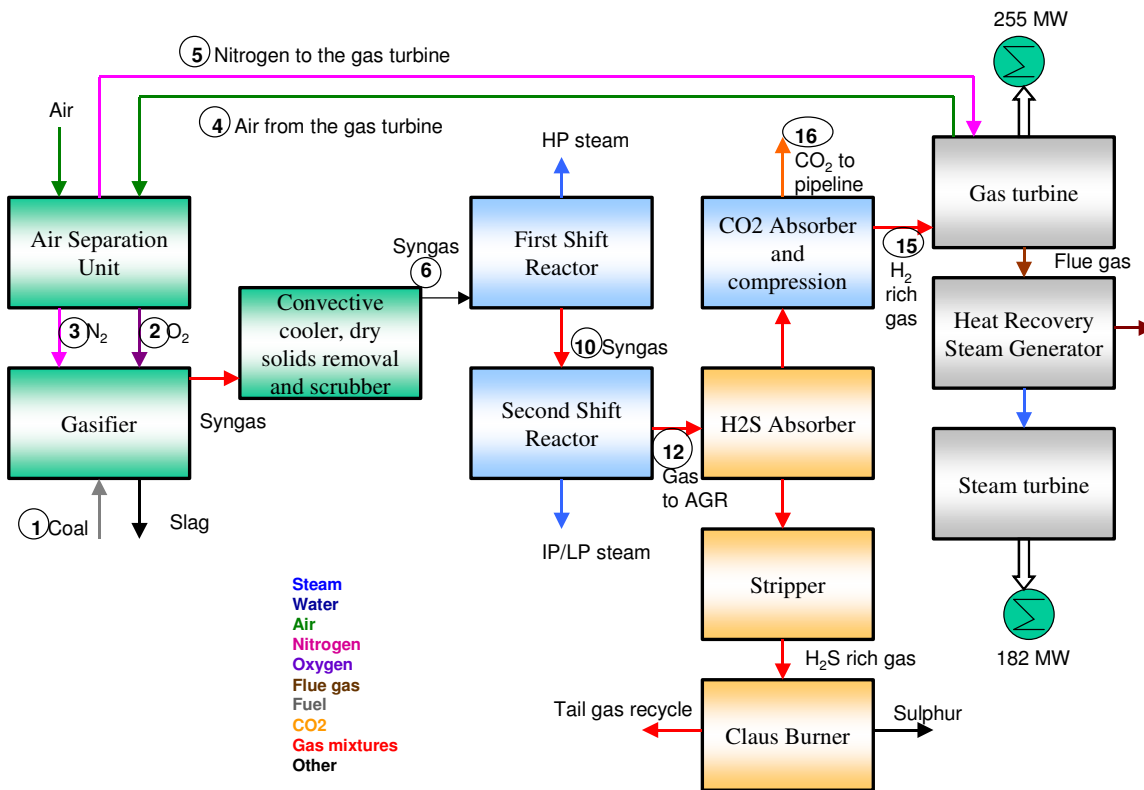 255 MW
5 Nitrogen to the gas turbine
Air
4 Air from the gas turbine
HP steam
16
CO2 to
pipeline
Gas turbine
Air Separation
Unit
Syngas
6
First Shift
Reactor
CO2 Absorber
and
compression
15
H2
rich
gas
Flue gas
3 N2
2 O2
Convective
cooler, dry
solids removal
and scrubber
10 Syngas
Heat Recovery
Steam Generator
Gasifier
Syngas
Second Shift
Reactor
12
Gas
to AGR
H2S Absorber
Steam turbine
1 Coal
Slag
IP/LP steam
Stripper
Steam
Water
Air
Nitrogen
Oxygen
Flue gas
Fuel
CO2
Gas mixtures
Other
H2S rich gas
182 MW
Tail gas recycle
Claus Burner
Sulphur